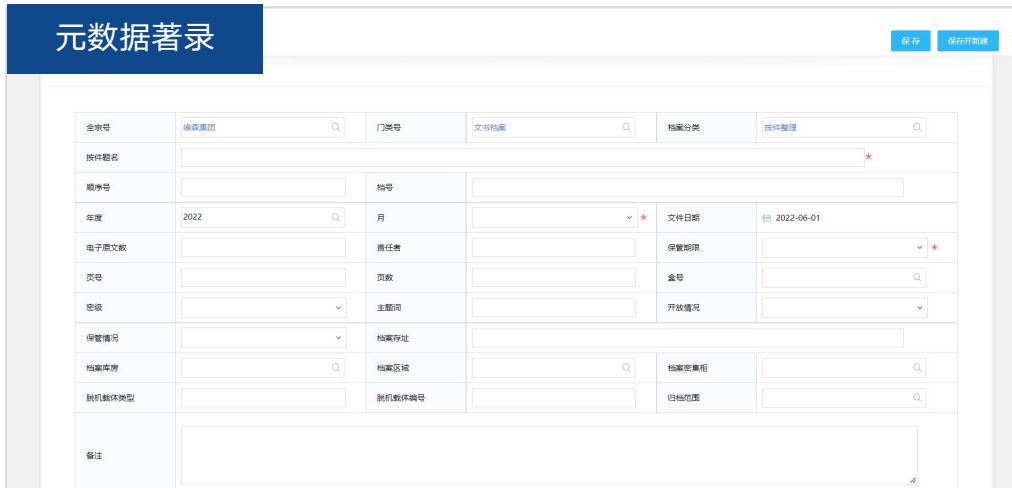 元数据著录
保存 保存并新建
全宗号 维森集团 门类号 文书档案 档案分类 按件整理
按件题名 *
顺序号 档号
年度 2022 月 * 文件日期 2022-06-01
电子原文数 责任者 保管期限 *
页号 页数 盒号
密级 主题词 开放情况
保管情况 档案存址
档案库房 档案区域 档案密集柜
脱机载体类型 脱机载体编号 归档范围
备注